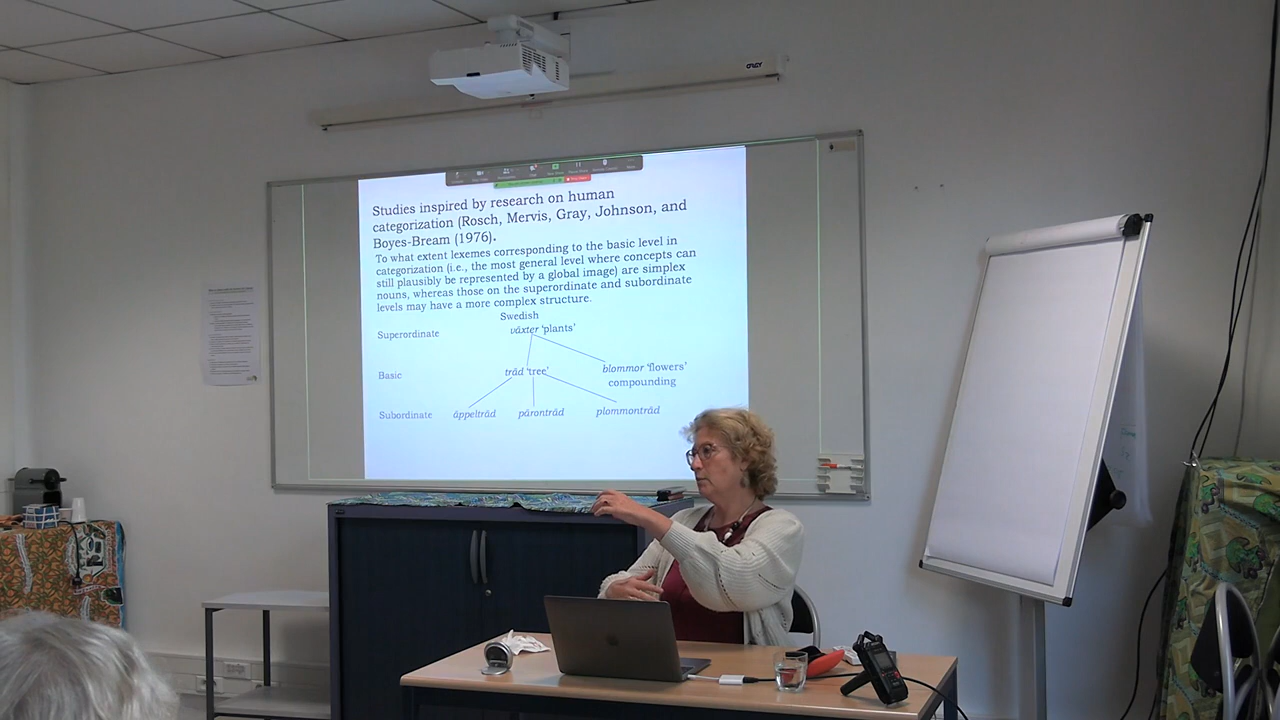 Studies inspired by research on human
categorization (Rosch, Mervis, Gray, Johnson, and
Boyes-Bream (1976).
To what extent lexemes corresponding to the basic level in
categorization (i.e., the most general level where concepts can
still plausibly be represented by a global image) are simplex
nouns, whereas those on the superordinate and subordinate
levels may have a more complex structure.
Swedish
Superordinate växter 'plants'
Basic träd 'tree' blommor 'flowers'
compounding
Subordinate äppelträd päronträd plommonträd